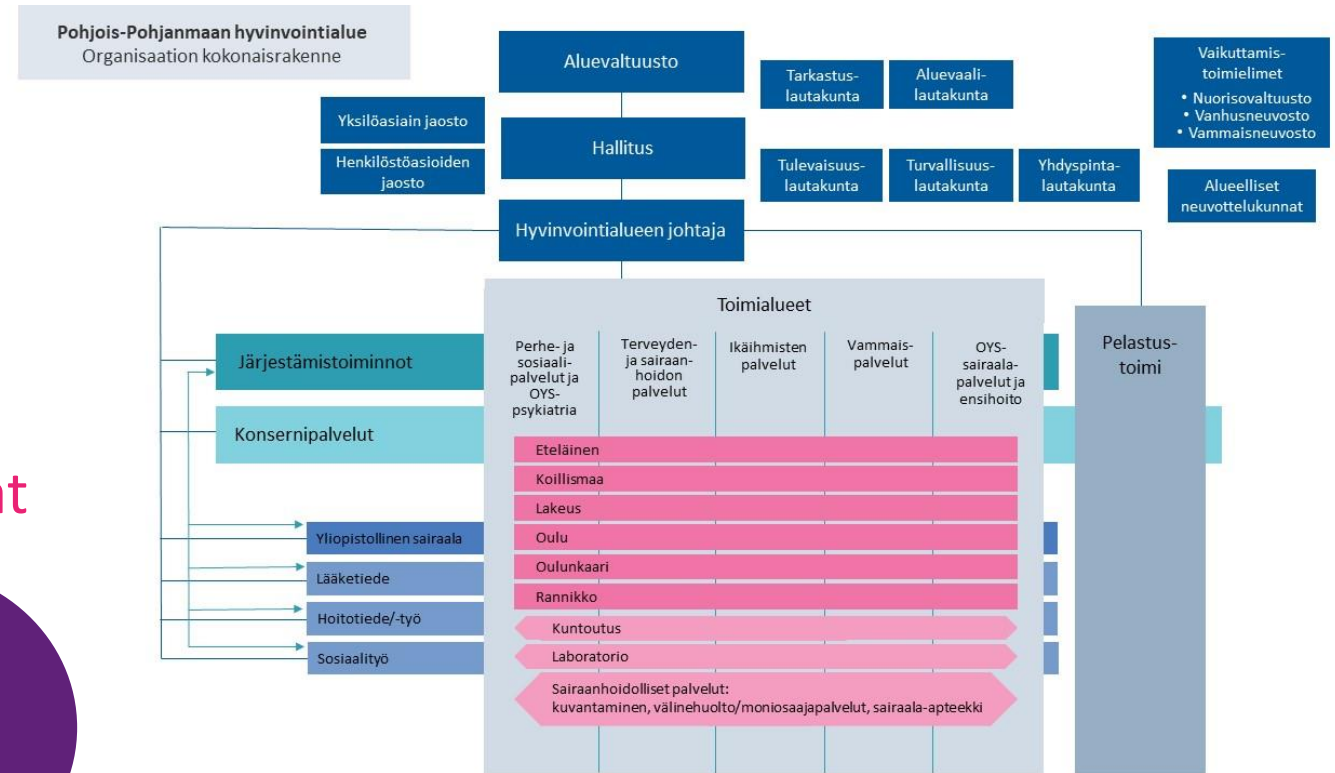 Pohjois-Pohjanmaan hyvinvointialue
Organisaation kokonaisrakenne
Aluevaltuusto
Tarkastus-
lautakunta
Aluevaali-
lautakunta
Vaikuttamis-
toimielimet
• Nuorisovaltuusto
• Vanhusneuvosto
• Vammaisneuvosto
Yksilöasiain jaosto
Henkilöstöasioiden
jaosto
Hallitus
Tulevaisuus-
lautakunta
Turvallisuus-
lautakunta
Yhdyspinta-
lautakunta
Alueelliset
neuvottelukunnat
Hyvinvointialueen johtaja
Toimialueet
Järjestämistoiminnot
Konsernipalvelut
Perhe- ja
sosiaali-
palvelut ja
OYS-
psykiatria
Terveyden-
ja sairaan-
hoidon
palvelut
Ikäihmisten
palvelut
Vammais-
palvelut
OYS-
sairaala-
palvelut ja
ensihoito
Pelastus-
toimi
Eteläinen
Koillismaa
Lakeus
Oulu
Oulunkaari
Rannikko
Kuntoutus
Laboratorio
Sairaanhoidolliset palvelut:
kuvantaminen, välinehuolto/moniosaajapalvelut, sairaala-apteekki
Yliopistollinen sairaala
Lääketiede
Hoitotiede/-työ
Sosiaalityö